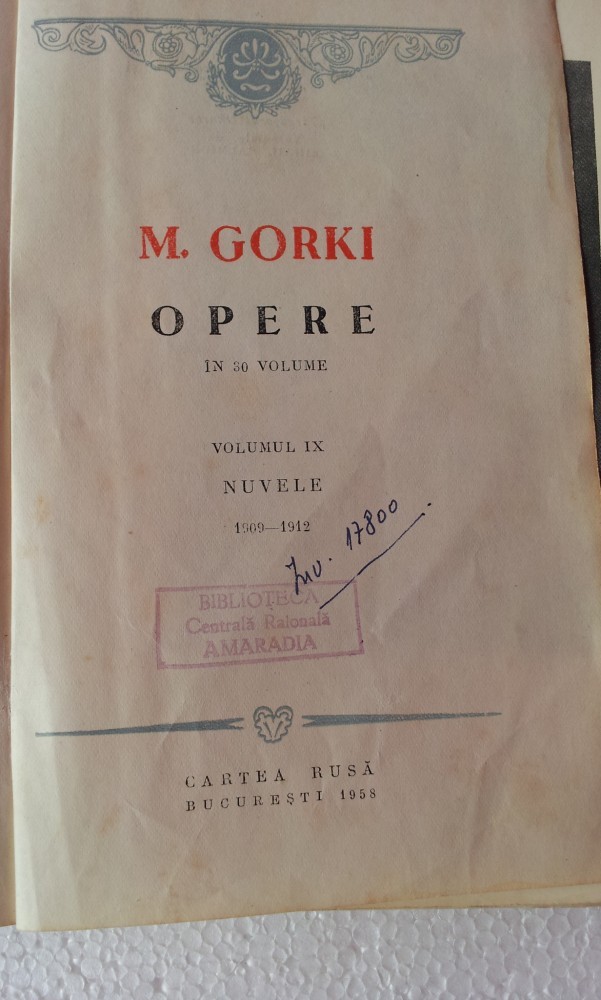 M. GORKI
OPERE
ÎN 30 VOLUME
VOLUMUL IX
NUVELE
1909—1912
Inv. 17800
BIBLIOTECA
Centrală Raională
AMARADIA
CARTEA RUSĂ
BUCUREȘTI 1958